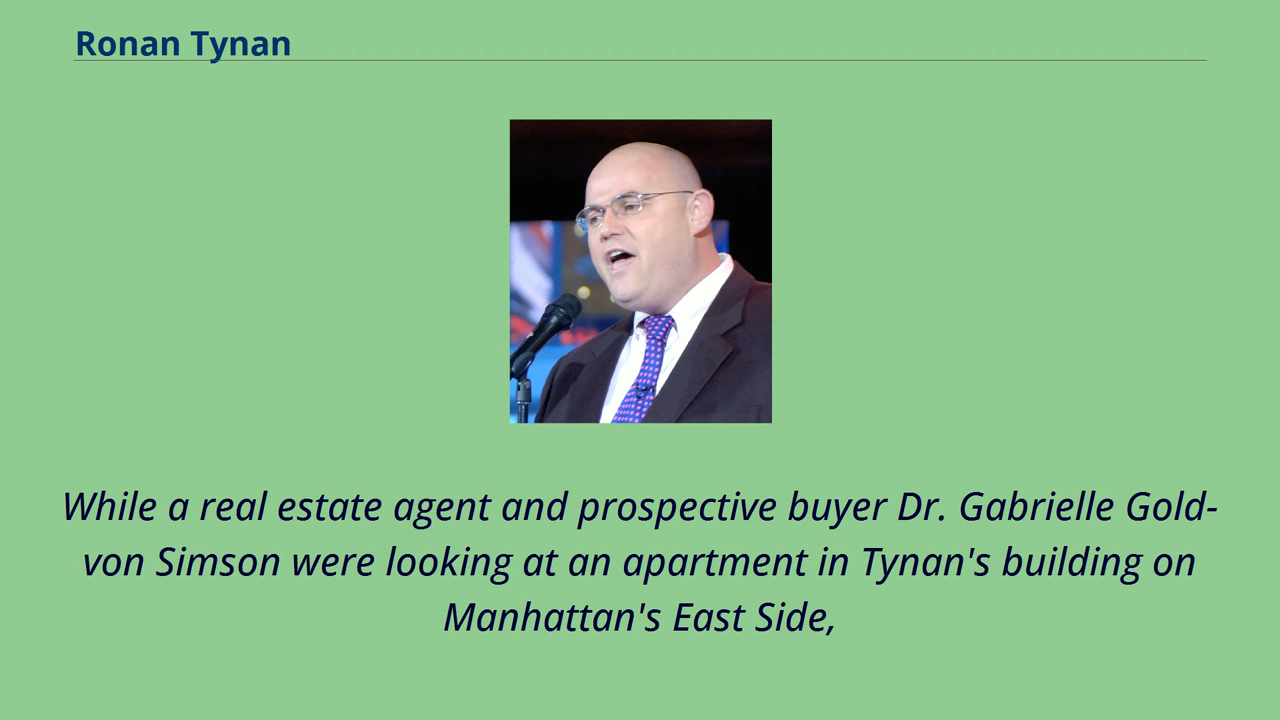 Ronan Tynan
While a real estate agent and prospective buyer Dr. Gabrielle Gold-
von Simson were looking at an apartment in Tynan's building on
Manhattan's East Side,